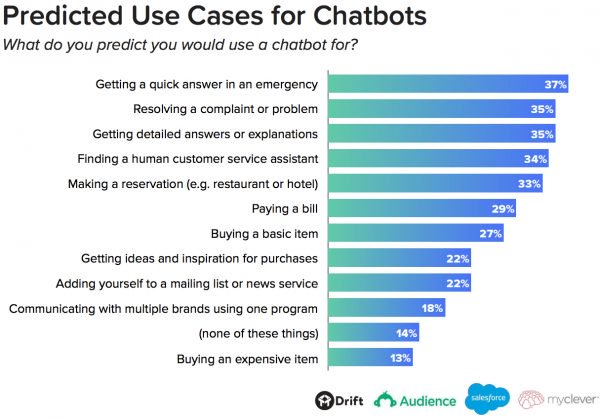 Predicted Use Cases for Chatbots
What do you predict you would use a chatbot for?
Getting a quick answer in an emergency 37%
Resolving a complaint or problem 35%
Getting detailed answers or explanations 35%
Finding a human customer service assistant 34%
Making a reservation (e.g. restaurant or hotel) 33%
Paying a bill 29%
Buying a basic item 27%
Getting ideas and inspiration for purchases 22%
Adding yourself to a mailing list or news service 22%
Communicating with multiple brands using one program 18%
(none of these things) 14%
Buying an expensive item 13%
Drift Audience salesforce myclever